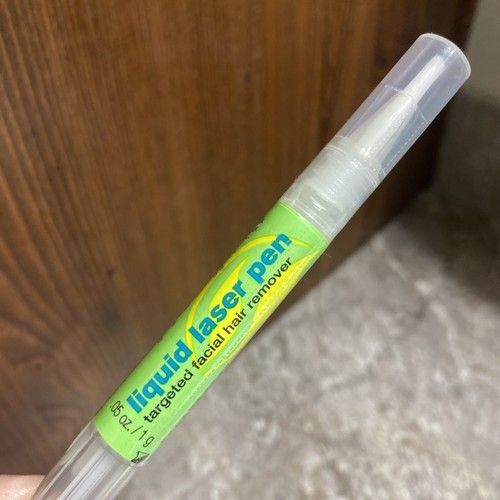 liquid laser pen
targeted facial hair remover
.05 oz. / 1 g